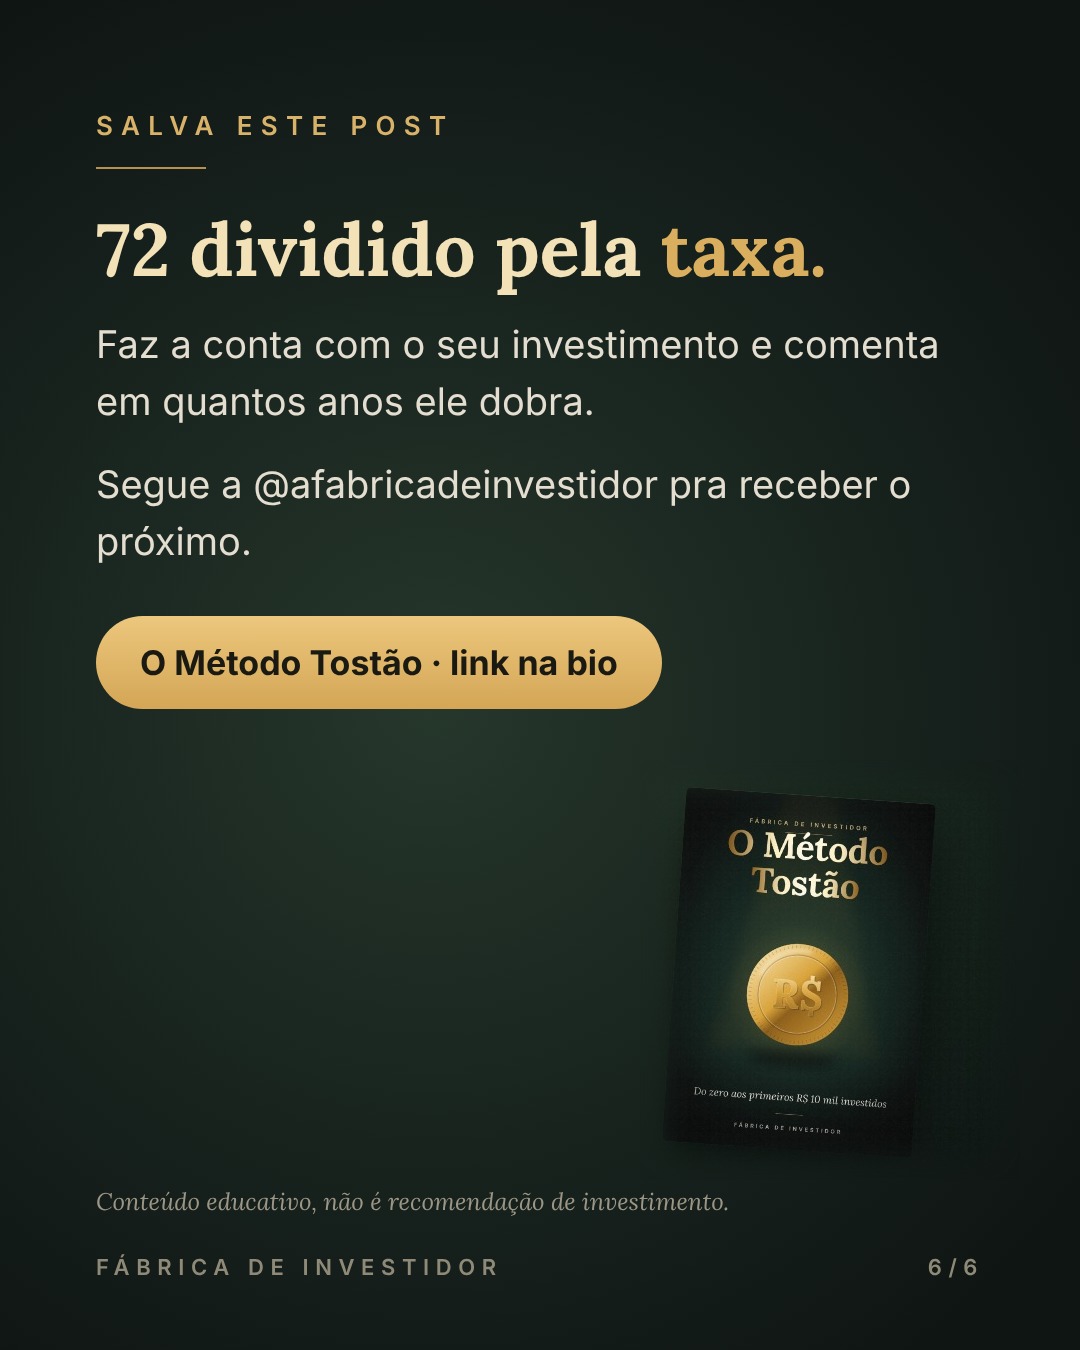 SALVA ESTE POST
72 dividido pela taxa.
Faz a conta com o seu investimento e comenta
em quantos anos ele dobra.
Segue a @afabricadeinvestidor pra receber o
próximo.
O Método Tostão · link na bio
FÁBRICA DE INVESTIDOR
O Método
Tostão
R$
Do zero aos primeiros R$ 10 mil investidos
FÁBRICA DE INVESTIDOR
Conteúdo educativo, não é recomendação de investimento.
FÁBRICA DE INVESTIDOR
6/6